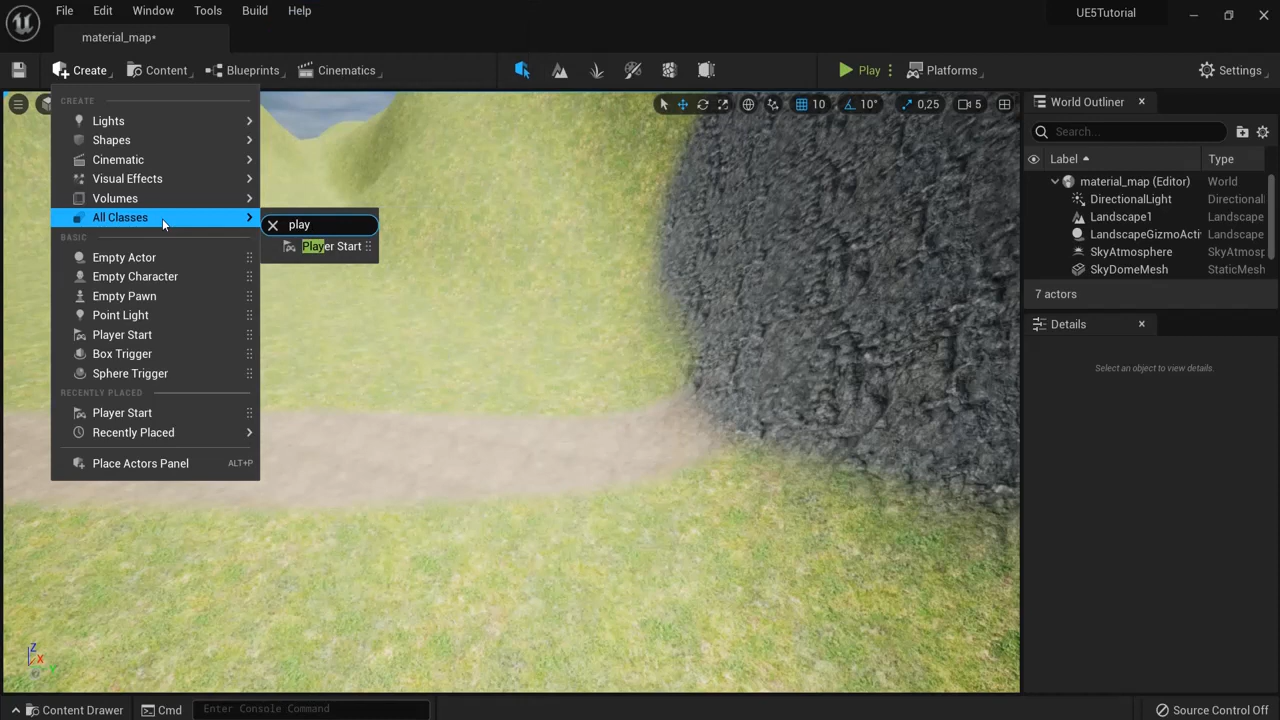 File Edit Window Tools Build Help UE5Tutorial
material_map*
Create Content Blueprints Cinematics Play Platforms Settings
10 10° 0,25 5
World Outliner
CREATE
Lights
Shapes
Cinematic
Visual Effects
Volumes
All Classes
BASIC
Empty Actor
Empty Character
Empty Pawn
Point Light
Player Start
Box Trigger
Sphere Trigger
RECENTLY PLACED
Player Start
Recently Placed
Place Actors Panel ALT+P
play
Player Start
Search...
Label Type
material_map (Editor) World
DirectionalLight Directional
Landscape1 Landscape
LandscapeGizmoActi Landscape
SkyAtmosphere SkyAtmosp
SkyDomeMesh StaticMesh
7 actors
Details
Select an object to view details.
Z
X
Y
Content Drawer Cmd Enter Console Command Source Control Off